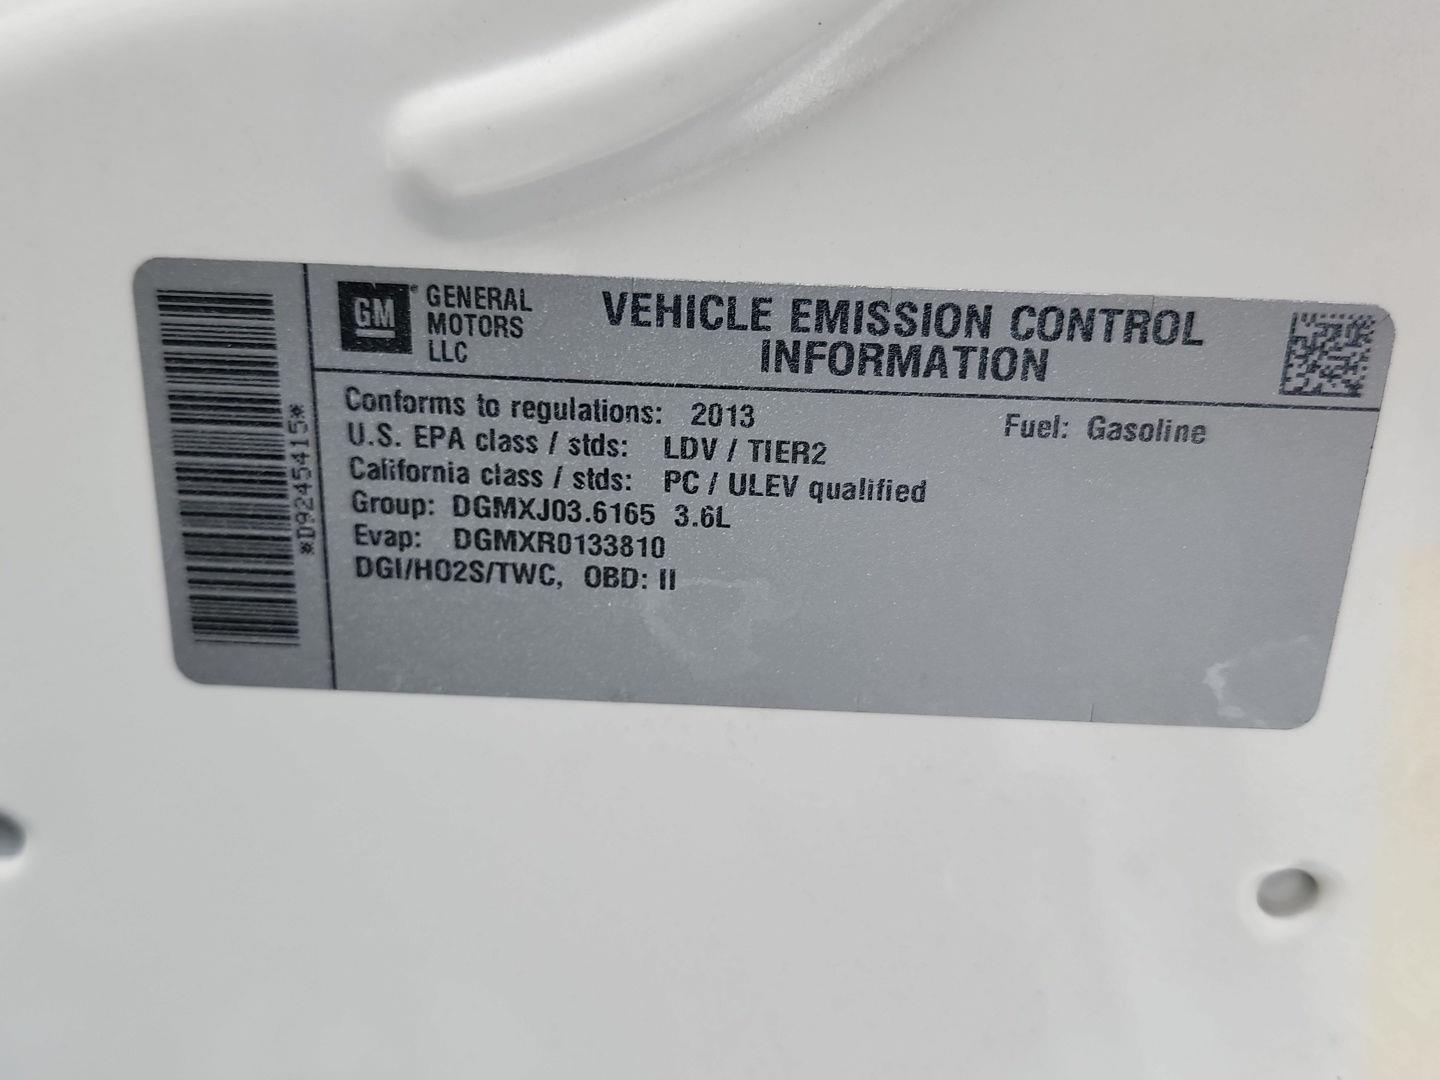 GM® GENERAL
MOTORS
LLC
VEHICLE EMISSION CONTROL
INFORMATION
Conforms to regulations: 2013
Fuel: Gasoline
U.S. EPA class / stds: LDV / TIER2
California class / stds: PC / ULEV qualified
Group: DGMXJ03.6165 3.6L
Evap: DGMXR0133810
DGI/HO2S/TWC, OBD: II
*D92454415*